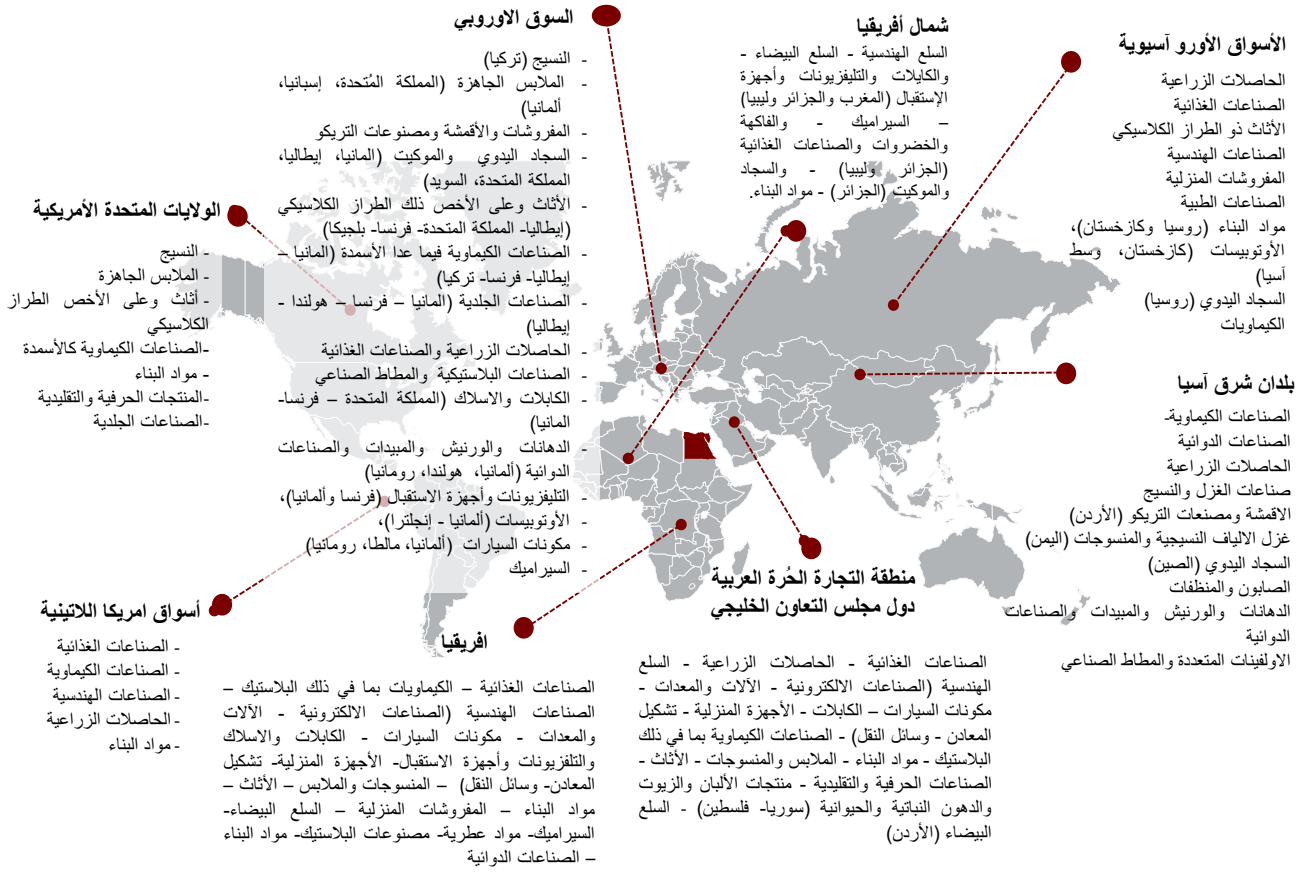 السوق الاوروبي
- النسيج (تركيا)
- الملابس الجاهزة (المملكة المُتحدة، إسبانيا،
ألمانيا)
- المفروشات والأقمشة ومصنوعات التريكو
- السجاد اليدوي والموكيت (المانيا، إيطاليا،
المملكة المتحدة، السويد)
- الأثاث وعلى الأخص ذلك الطراز الكلاسيكي
(إيطاليا- المملكة المتحدة- فرنسا- بلجيكا)
- الصناعات الكيماوية فيما عدا الأسمدة (المانيا –
إيطاليا- فرنسا- تركيا)
- الصناعات الجلدية (المانيا – فرنسا – هولندا -
إيطاليا)
- الحاصلات الزراعية والصناعات الغذائية
- الصناعات البلاستيكية والمطاط الصناعي
- الكابلات والاسلاك (المملكة المتحدة – فرنسا-
المانيا)
- الدهانات والورنيش والمبيدات والصناعات
الدوائية (ألمانيا، هولندا، رومانيا)
- التليفزيونات وأجهزة الاستقبال (فرنسا وألمانيا)،
- الأوتوبيسات (ألمانيا - إنجلترا)،
- مكونات السيارات (ألمانيا، مالطا، رومانيا)
- السيراميك
شمال أفريقيا
السلع الهندسية - السلع البيضاء -
والكابلات والتليفزيونات وأجهزة
الإستقبال (المغرب والجزائر وليبيا)
– السيراميك - والفاكهة
والخضروات والصناعات الغذائية
(الجزائر وليبيا) - والسجاد
والموكيت (الجزائر) - مواد البناء.
الأسواق الأورو آسيوية
الحاصلات الزراعية
الصناعات الغذائية
الأثاث ذو الطراز الكلاسيكي
الصناعات الهندسية
المفروشات المنزلية
الصناعات الطبية
مواد البناء (روسيا وكازخستان)،
الأوتوبيسات (كازخستان، وسط
آسيا)
السجاد اليدوي (روسيا)
الكيماويات
الولايات المتحدة الأمريكية
- النسيج
- الملابس الجاهزة
- أثاث وعلى الأخص الطراز
الكلاسيكي
-الصناعات الكيماوية كالأسمدة
- مواد البناء
-المنتجات الحرفية والتقليدية
-الصناعات الجلدية
بلدان شرق آسيا
الصناعات الكيماوية-
الصناعات الدوائية
الحاصلات الزراعية
صناعات الغزل والنسيج
الاقمشة ومصنعات التريكو (الأردن)
غزل الالياف النسيجية والمنسوجات (اليمن)
السجاد اليدوي (الصين)
الصابون والمنظفات
الدهانات والورنيش والمبيدات والصناعات
الدوائية
الاولفينات المتعددة والمطاط الصناعي
أسواق امريكا اللاتينية
- الصناعات الغذائية
- الصناعات الكيماوية
- الصناعات الهندسية
- الحاصلات الزراعية
- مواد البناء
افريقيا
الصناعات الغذائية – الكيماويات بما في ذلك البلاستيك –
الصناعات الهندسية (الصناعات الالكترونية - الآلات
والمعدات - مكونات السيارات - الكابلات والاسلاك
والتلفزيونات وأجهزة الاستقبال- الأجهزة المنزلية- تشكيل
المعادن- وسائل النقل) – المنسوجات والملابس – الأثاث –
مواد البناء – المفروشات المنزلية – السلع البيضاء-
السيراميك- مواد عطرية- مصنوعات البلاستيك- مواد البناء
– الصناعات الدوائية
منطقة التجارة الحُرة العربية
دول مجلس التعاون الخليجي
الصناعات الغذائية - الحاصلات الزراعية - السلع
الهندسية (الصناعات الالكترونية - الآلات والمعدات -
مكونات السيارات – الكابلات - الأجهزة المنزلية - تشكيل
المعادن - وسائل النقل) - الصناعات الكيماوية بما في ذلك
البلاستيك - مواد البناء - الملابس والمنسوجات - الأثاث -
الصناعات الحرفية والتقليدية - منتجات الألبان والزيوت
والدهون النباتية والحيوانية (سوريا- فلسطين) - السلع
البيضاء (الأردن)